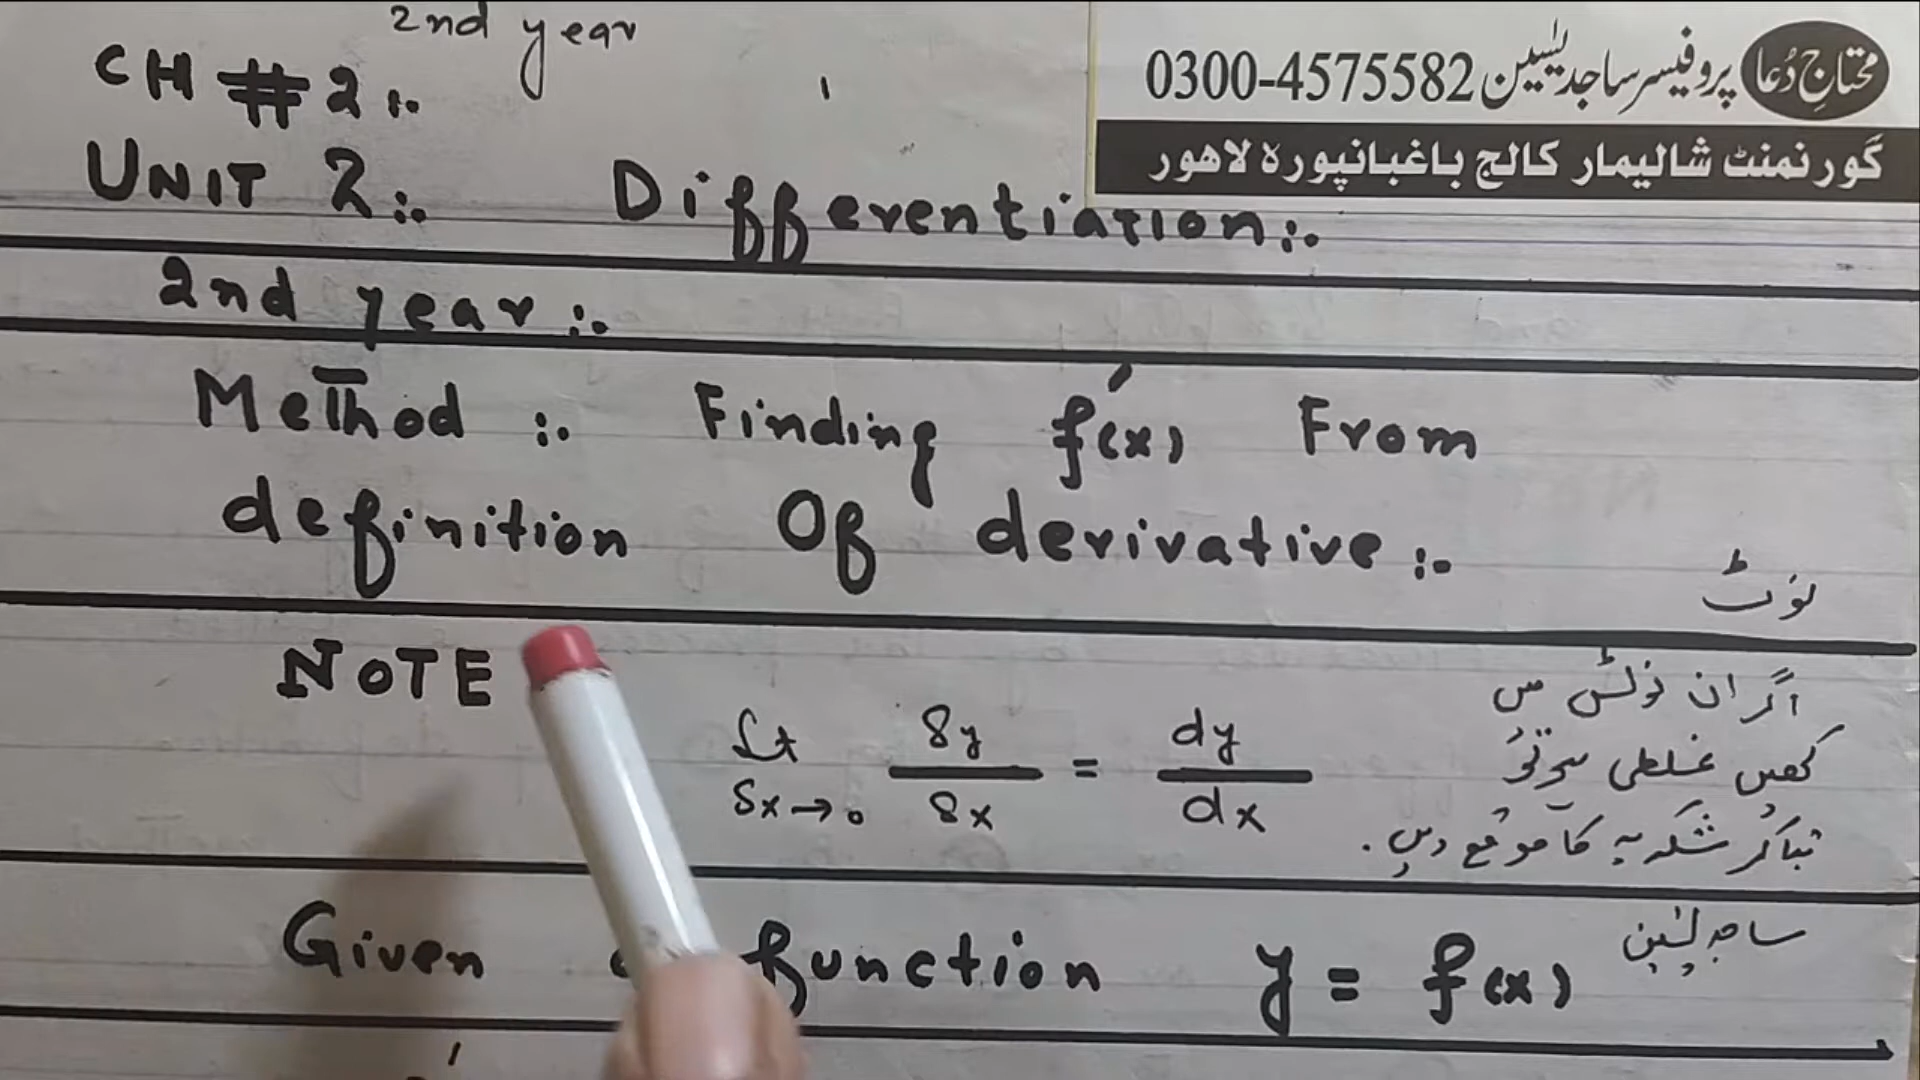 2nd year
CH # 2:.
محتاجِ دُعا پروفیسر ساجد یٰسین 0300-4575582
گورنمنٹ شالیمار کالج باغبانپورہ لاہور
UNIT 2:. Differentiation:.
2nd year:.
Method:. Finding f'(x) From
definition Of derivative:.
نوٹ
NOTE
اگر ان نوٹس میں
کہیں غلطی ہو تو
بتا کر شکریہ کا موقع دیں.
Lt δx→0 δy/δx = dy/dx
ساجد یٰسین
Given function y = f(x)